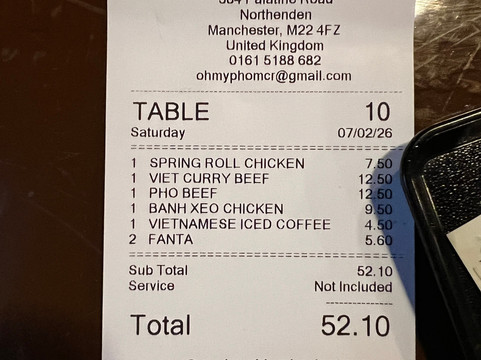 Palatine Road
Northenden
Manchester, M22 4FZ
United Kingdom
0161 5188 682
ohmyphomcr@gmail.com
TABLE 10
Saturday 07/02/26
1 SPRING ROLL CHICKEN 7.50
1 VIET CURRY BEEF 12.50
1 PHO BEEF 12.50
1 BANH XEO CHICKEN 9.50
1 VIETNAMESE ICED COFFEE 4.50
2 FANTA 5.60
Sub Total 52.10
Service Not Included
Total 52.10